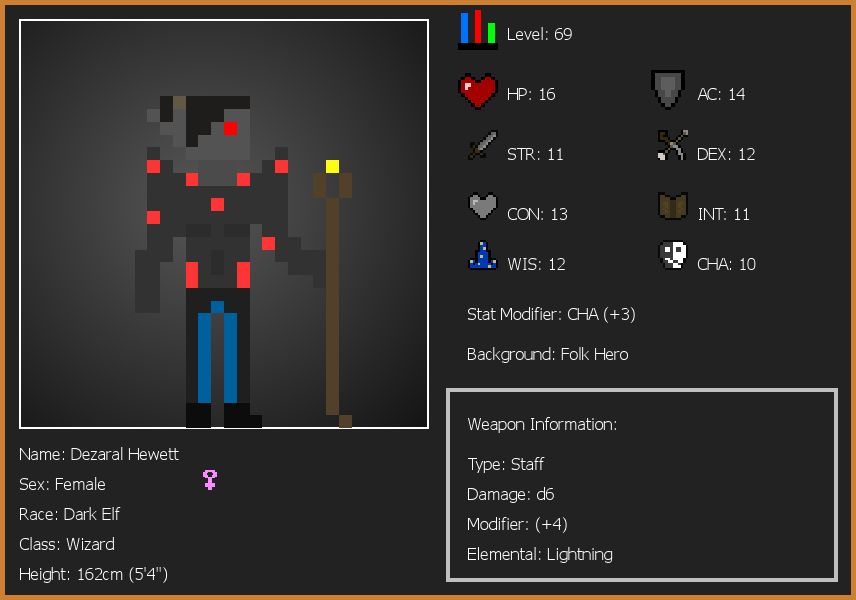 Level: 69
HP: 16
AC: 14
STR: 11
DEX: 12
CON: 13
INT: 11
WIS: 12
CHA: 10
Stat Modifier: CHA (+3)
Background: Folk Hero
Weapon Information:
Type: Staff
Damage: d6
Modifier: (+4)
Elemental: Lightning
Name: Dezaral Hewett
Sex: Female
Race: Dark Elf
Class: Wizard
Height: 162cm (5'4")